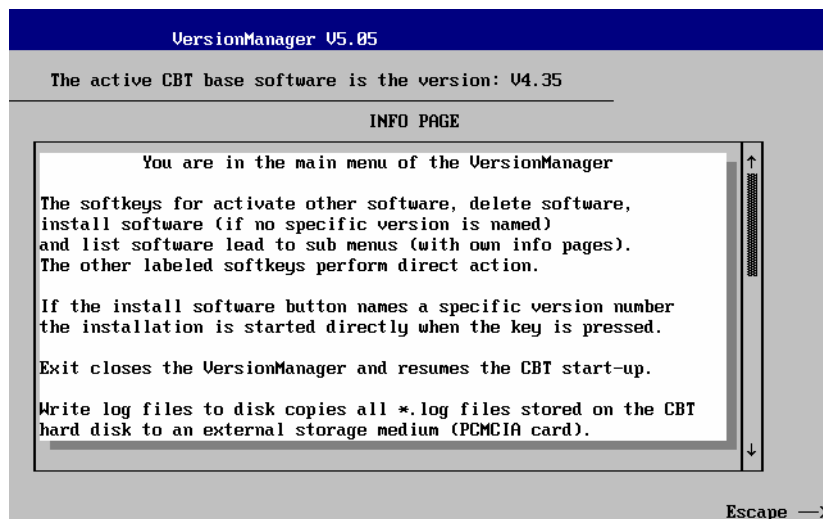 VersionManager V5.05
The active CBT base software is the version: V4.35
INFO PAGE
You are in the main menu of the VersionManager
The softkeys for activate other software, delete software,
install software (if no specific version is named)
and list software lead to sub menus (with own info pages).
The other labeled softkeys perform direct action.
If the install software button names a specific version number
the installation is started directly when the key is pressed.
Exit closes the VersionManager and resumes the CBT start-up.
Write log files to disk copies all *.log files stored on the CBT
hard disk to an external storage medium (PCMCIA card).
Escape —>